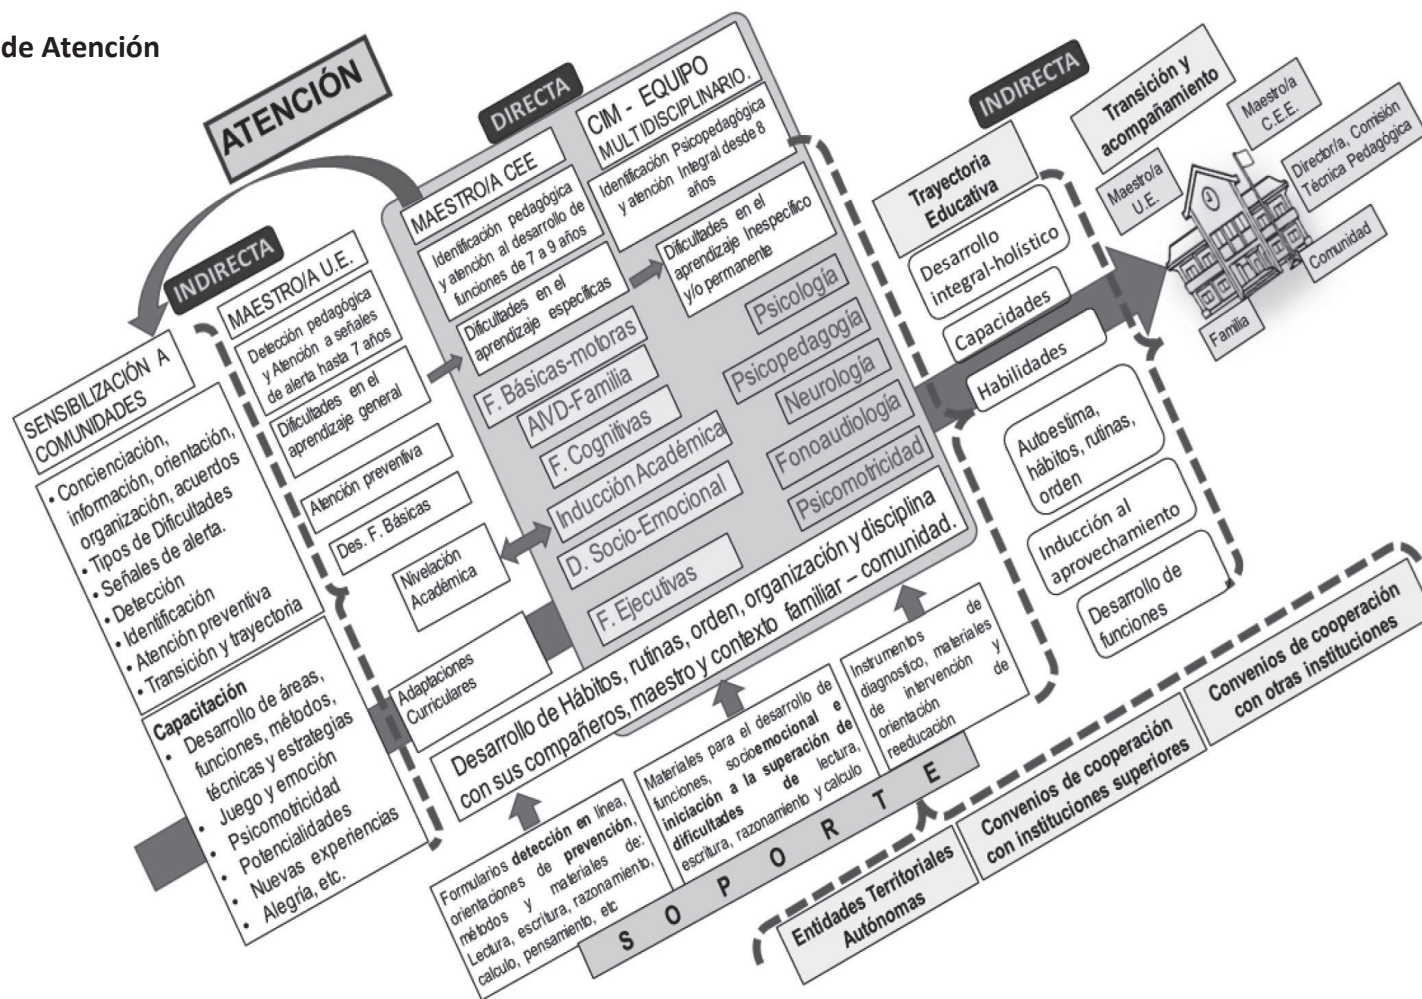 de Atención
ATENCIÓN
INDIRECTA
SENSIBILIZACIÓN A
COMUNIDADES
• Concienciación,
información, orientación,
organización, acuerdos
• Tipos de Dificultades
• Señales de alerta.
• Detección
• Identificación
• Atención preventiva
• Transición y trayectoria
Capacitación
• Desarrollo de áreas,
funciones, métodos,
técnicas y estrategias
• Juego y emoción
• Psicomotricidad
• Potencialidades
• Nuevas experiencias
• Alegría, etc.
MAESTRO/A U.E.
Detección pedagógica
y Atención a señales
de alerta hasta 7 años
Dificultades en el
aprendizaje general
Atención preventiva
Des. F. Básicas
Nivelación
Académica
Adaptaciones
Curriculares
DIRECTA
MAESTRO/A CEE
Identificación pedagógica
y atención al desarrollo de
funciones de 7 a 9 años
Dificultades en el
aprendizaje específicas
F. Básicas-motoras
AIVD-Familia
F. Cognitivas
Inducción Académica
D. Socio-Emocional
F. Ejecutivas
CIM - EQUIPO
MULTIDISCIPLINARIO.
Identificación Psicopedagógica
y atención Integral desde 8
años
Dificultades en el
aprendizaje Inespecífico
y/o permanente
Psicología
Psicopedagogía
Neurología
Fonoaudiología
Psicomotricidad
Desarrollo de Hábitos, rutinas, orden, organización y disciplina
con sus compañeros, maestro y contexto familiar – comunidad.
Formularios detección en línea,
orientaciones de prevención,
métodos y materiales de:
Lectura, escritura, razonamiento,
calculo, pensamiento, etc
Materiales para el desarrollo de
funciones, socioemocional e
iniciación a la superación de
dificultades de lectura,
escritura, razonamiento y calculo
Instrumentos de
diagnostico, materiales
de intervención y
orientación de
reeducación
SOPORTE
INDIRECTA
Trayectoria
Educativa
Desarrollo
integral-holístico
Capacidades
Habilidades
Autoestima,
hábitos, rutinas,
orden
Inducción al
aprovechamiento
Desarrollo de
funciones
Transición y
acompañamiento
Maestro/a
U.E.
Maestro/a
C.E.E.
Director/a, Comisión
Técnica Pedagógica
Comunidad
Familia
Entidades Territoriales
Autónomas
Convenios de cooperación
con instituciones superiores
Convenios de cooperación
con otras instituciones